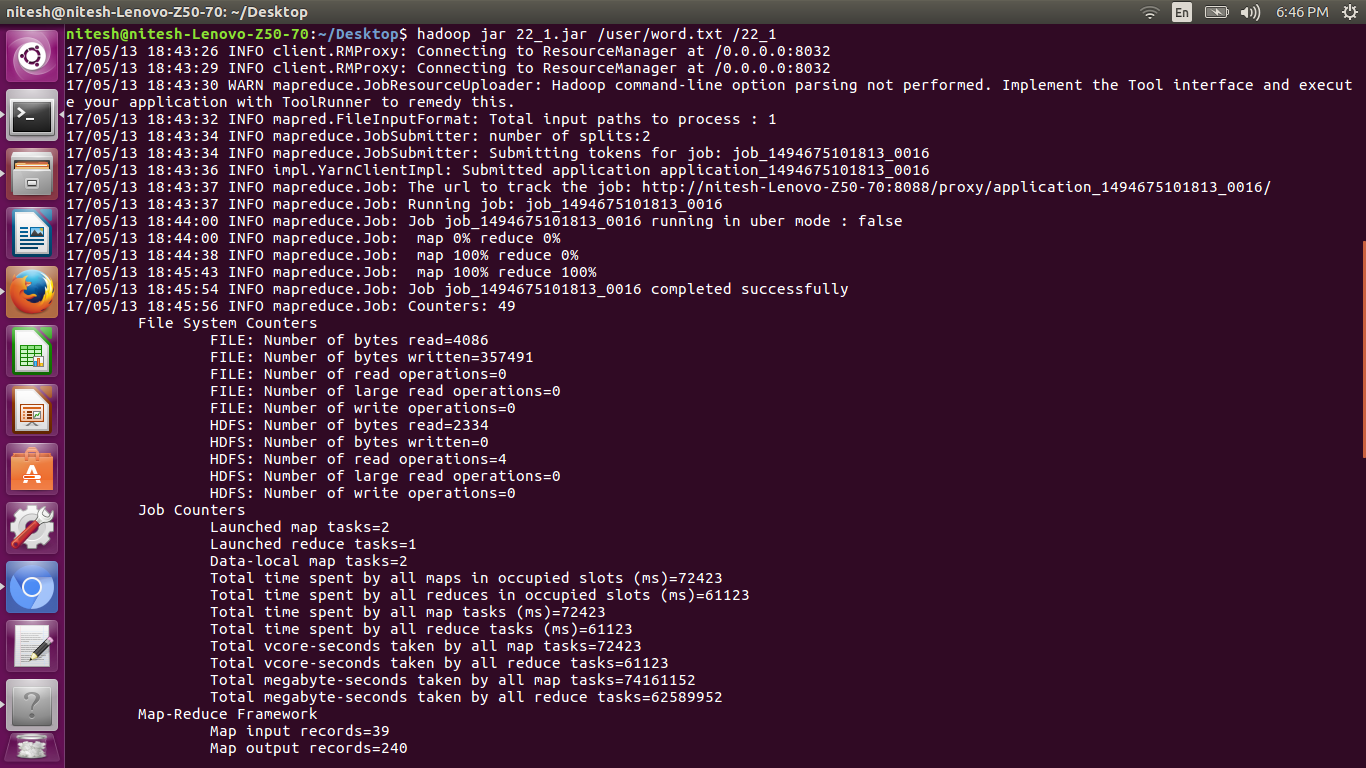 nitesh@nitesh-Lenovo-Z50-70: ~/Desktop
En
6:46 PM
nitesh@nitesh-Lenovo-Z50-70:~/Desktop$ hadoop jar 22_1.jar /user/word.txt /22_1
17/05/13 18:43:26 INFO client.RMProxy: Connecting to ResourceManager at /0.0.0.0:8032
17/05/13 18:43:29 INFO client.RMProxy: Connecting to ResourceManager at /0.0.0.0:8032
17/05/13 18:43:30 WARN mapreduce.JobResourceUploader: Hadoop command-line option parsing not performed. Implement the Tool interface and execut
e your application with ToolRunner to remedy this.
17/05/13 18:43:32 INFO mapred.FileInputFormat: Total input paths to process : 1
17/05/13 18:43:34 INFO mapreduce.JobSubmitter: number of splits:2
17/05/13 18:43:34 INFO mapreduce.JobSubmitter: Submitting tokens for job: job_1494675101813_0016
17/05/13 18:43:36 INFO impl.YarnClientImpl: Submitted application application_1494675101813_0016
17/05/13 18:43:37 INFO mapreduce.Job: The url to track the job: http://nitesh-Lenovo-Z50-70:8088/proxy/application_1494675101813_0016/
17/05/13 18:43:37 INFO mapreduce.Job: Running job: job_1494675101813_0016
17/05/13 18:44:00 INFO mapreduce.Job: Job job_1494675101813_0016 running in uber mode : false
17/05/13 18:44:00 INFO mapreduce.Job:  map 0% reduce 0%
17/05/13 18:44:38 INFO mapreduce.Job:  map 100% reduce 0%
17/05/13 18:45:43 INFO mapreduce.Job:  map 100% reduce 100%
17/05/13 18:45:54 INFO mapreduce.Job: Job job_1494675101813_0016 completed successfully
17/05/13 18:45:56 INFO mapreduce.Job: Counters: 49
File System Counters
FILE: Number of bytes read=4086
FILE: Number of bytes written=357491
FILE: Number of read operations=0
FILE: Number of large read operations=0
FILE: Number of write operations=0
HDFS: Number of bytes read=2334
HDFS: Number of bytes written=0
HDFS: Number of read operations=4
HDFS: Number of large read operations=0
HDFS: Number of write operations=0
Job Counters
Launched map tasks=2
Launched reduce tasks=1
Data-local map tasks=2
Total time spent by all maps in occupied slots (ms)=72423
Total time spent by all reduces in occupied slots (ms)=61123
Total time spent by all map tasks (ms)=72423
Total time spent by all reduce tasks (ms)=61123
Total vcore-seconds taken by all map tasks=72423
Total vcore-seconds taken by all reduce tasks=61123
Total megabyte-seconds taken by all map tasks=74161152
Total megabyte-seconds taken by all reduce tasks=62589952
Map-Reduce Framework
Map input records=39
Map output records=240